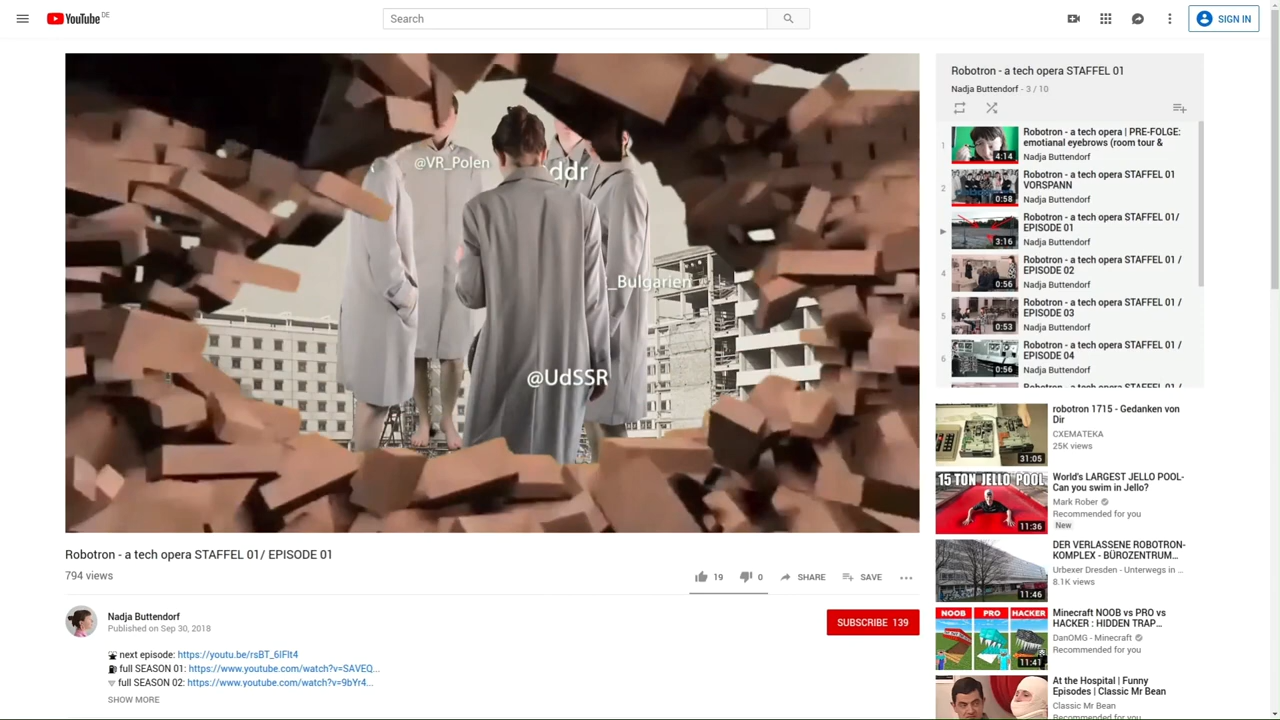 YouTube DE
Search
SIGN IN
@VR_Polen
ddr
_Bulgarien
@UdSSR
Robotron - a tech opera STAFFEL 01/ EPISODE 01
794 views
19
0
SHARE
SAVE
Nadja Buttendorf
Published on Sep 30, 2018
SUBSCRIBE 139
next episode: https://youtu.be/rsBT_6IFlt4
full SEASON 01: https://www.youtube.com/watch?v=SAVEQ...
full SEASON 02: https://www.youtube.com/watch?v=9bYr4...
SHOW MORE
Robotron - a tech opera STAFFEL 01
Nadja Buttendorf - 3 / 10
1
4:14
Robotron - a tech opera | PRE-FOLGE:
emotianal eyebrows (room tour &
Nadja Buttendorf
2
0:58
Robotron - a tech opera STAFFEL 01
VORSPANN
Nadja Buttendorf
3:16
Robotron - a tech opera STAFFEL 01/
EPISODE 01
Nadja Buttendorf
4
0:56
Robotron - a tech opera STAFFEL 01 /
EPISODE 02
Nadja Buttendorf
5
0:53
Robotron - a tech opera STAFFEL 01 /
EPISODE 03
Nadja Buttendorf
6
0:56
Robotron - a tech opera STAFFEL 01 /
EPISODE 04
Nadja Buttendorf
Robotron - a tech opera STAFFEL 01 /
31:05
robotron 1715 - Gedanken von
Dir
CXEMATEKA
25K views
15 TON JELLO POOL
11:36
World's LARGEST JELLO POOL-
Can you swim in Jello?
Mark Rober
Recommended for you
New
11:46
DER VERLASSENE ROBOTRON-
KOMPLEX - BÜROZENTRUM...
Urbexer Dresden - Unterwegs in ...
8.1K views
NOOB PRO HACKER
11:41
Minecraft NOOB vs PRO vs
HACKER : HIDDEN TRAP...
DanOMG - Minecraft
Recommended for you
At the Hospital | Funny
Episodes | Classic Mr Bean
Classic Mr Bean
Recommended for you